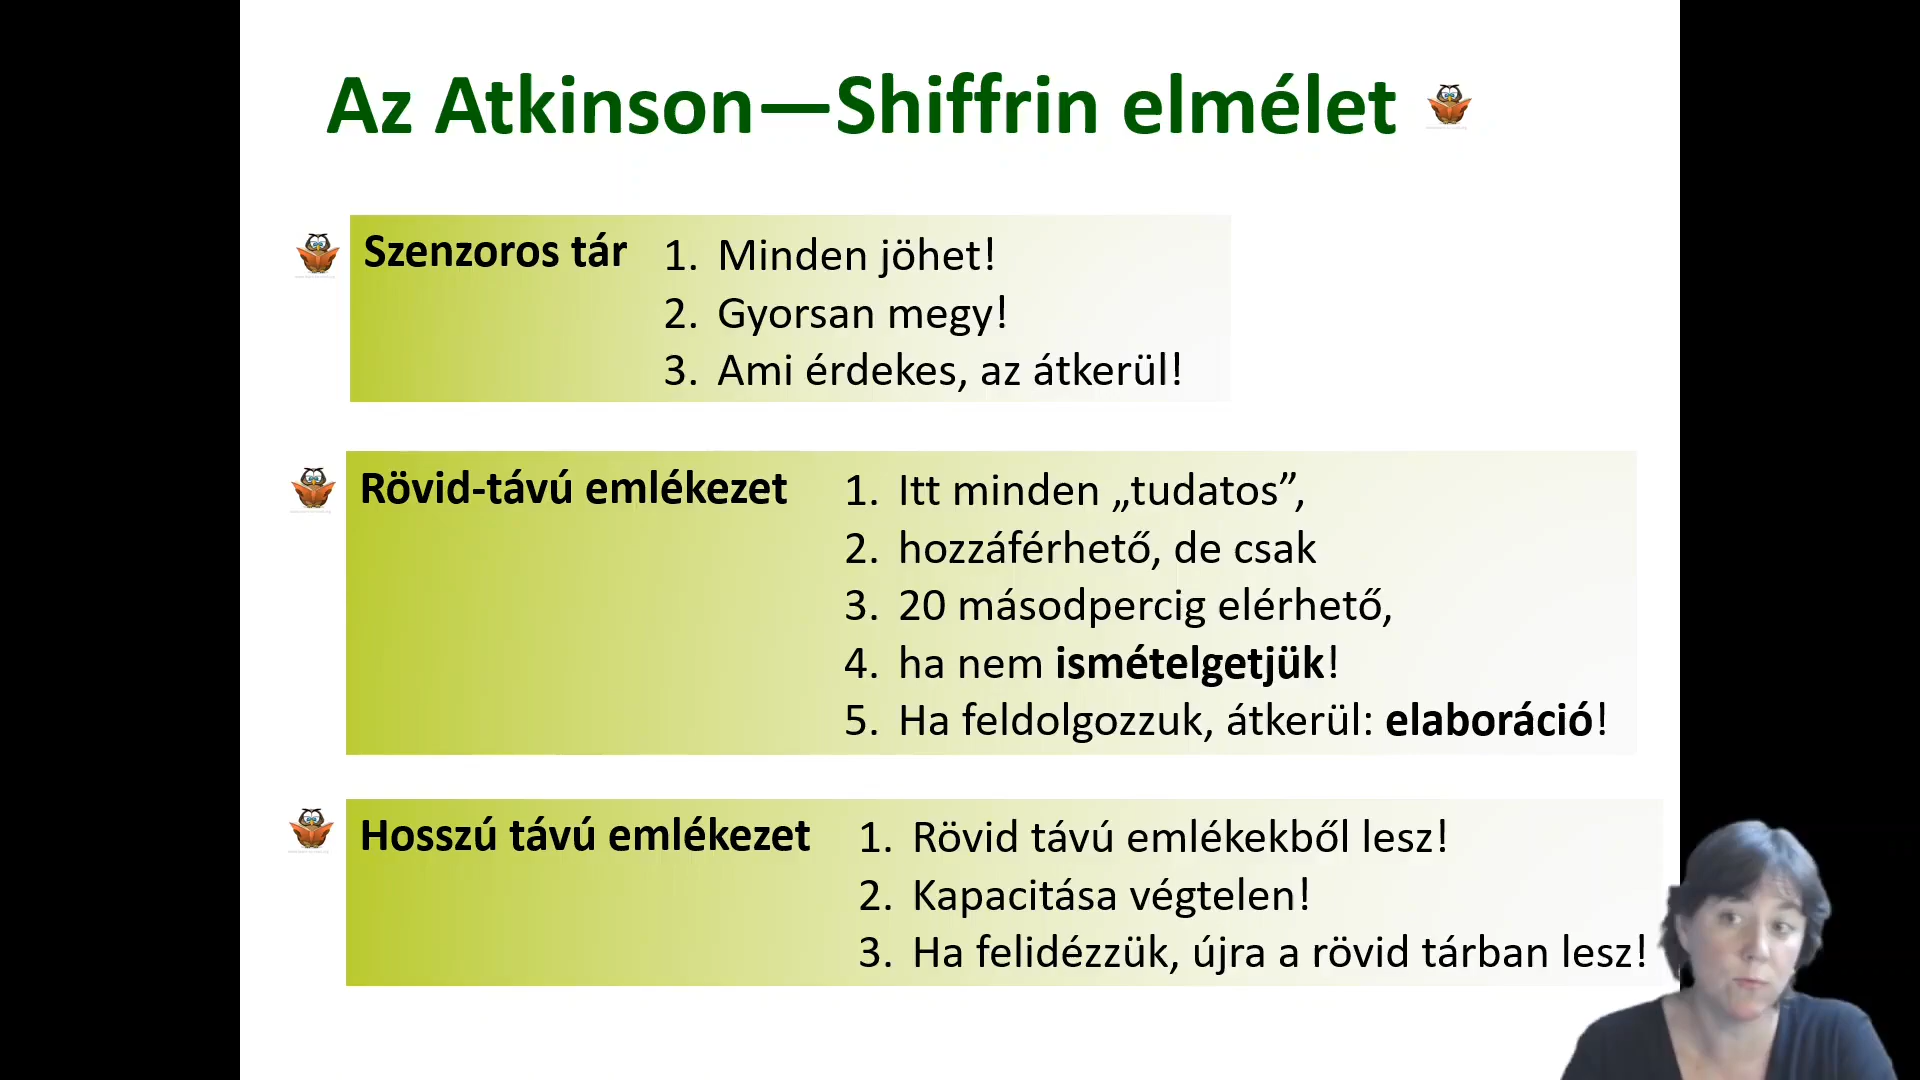 Az Atkinson—Shiffrin elmélet
Szenzoros tár
1. Minden jöhet!
2. Gyorsan megy!
3. Ami érdekes, az átkerül!
Rövid-távú emlékezet
1. Itt minden „tudatos”,
2. hozzáférhető, de csak
3. 20 másodpercig elérhető,
4. ha nem ismételgetjük!
5. Ha feldolgozzuk, átkerül: elaboráció!
Hosszú távú emlékezet
1. Rövid távú emlékekből lesz!
2. Kapacitása végtelen!
3. Ha felidézzük, újra a rövid tárban lesz!